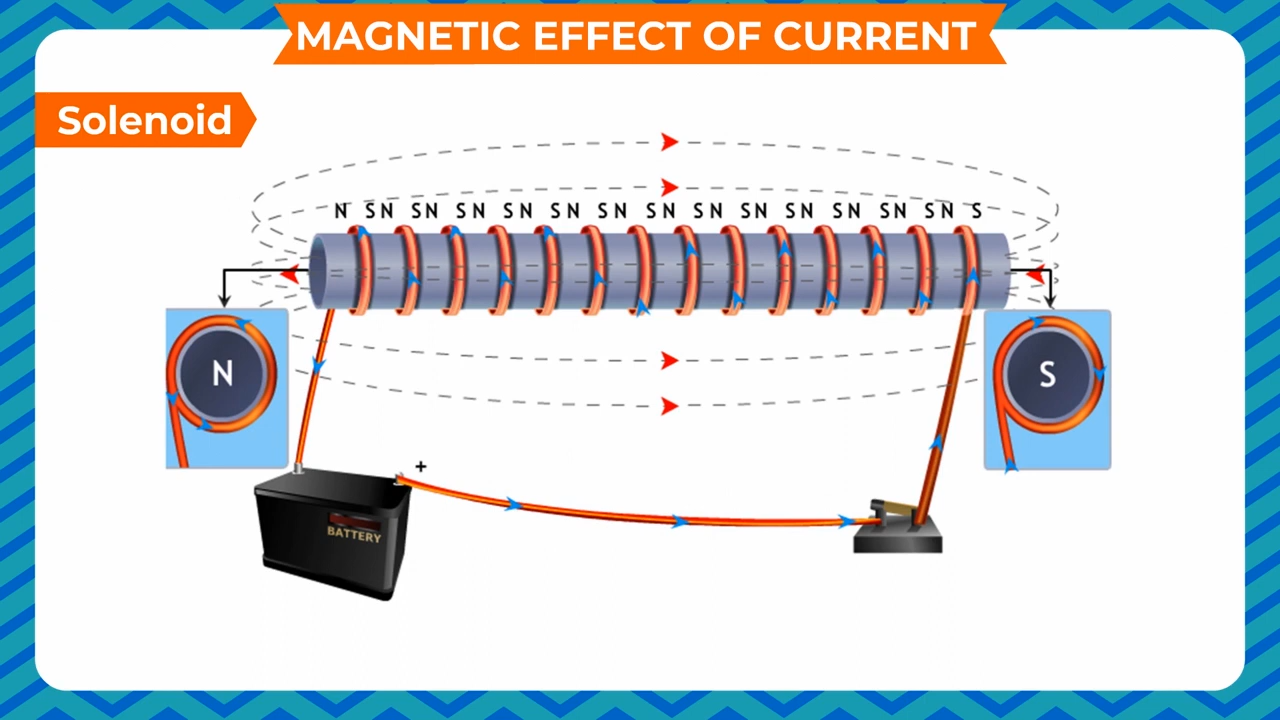 MAGNETIC EFFECT OF CURRENT
Solenoid
N SN SN SN SN SN SN SN SN SN SN SN SN SN S
N
S
+
BATTERY